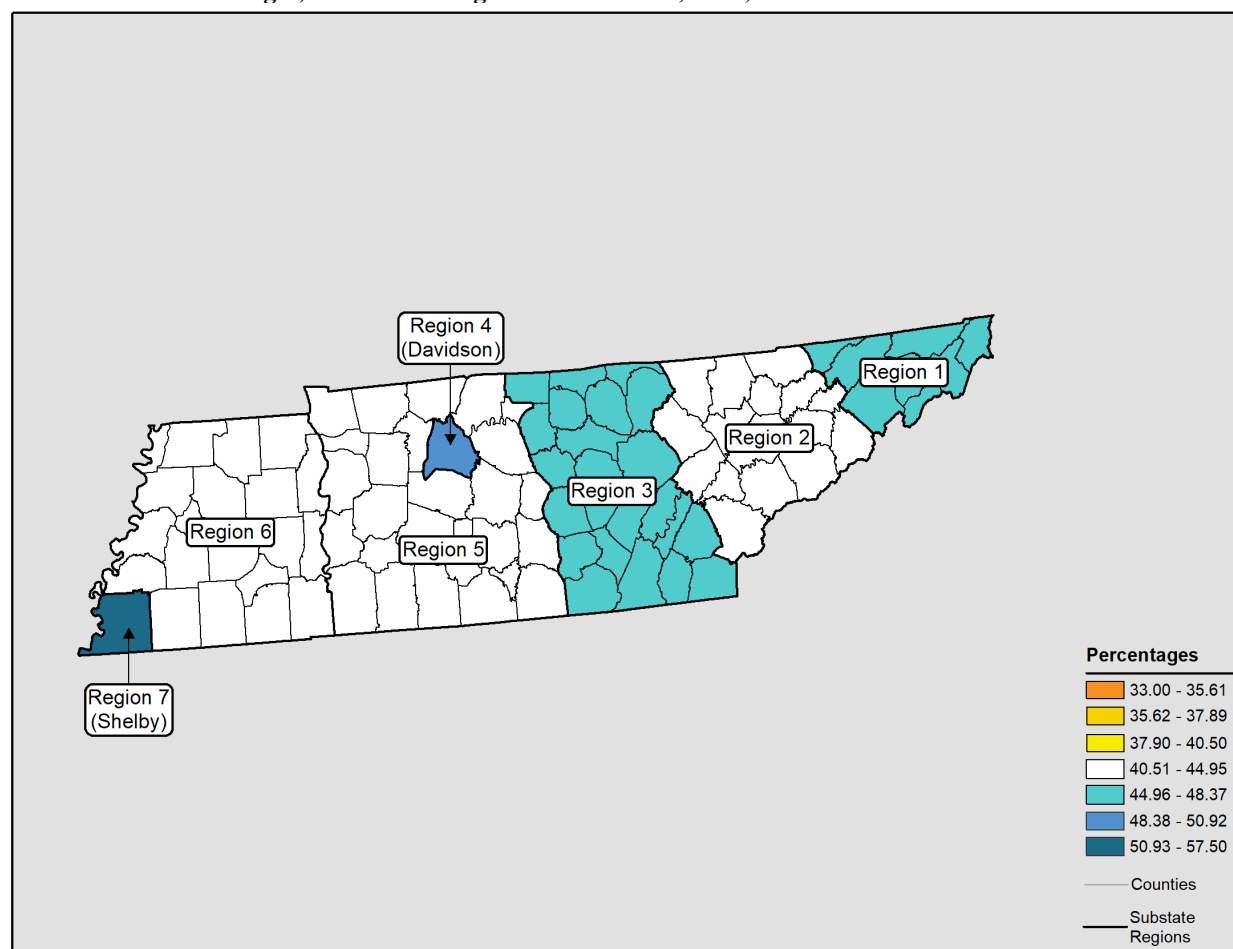 Region 4
(Davidson)
Region 1
Region 2
Region 3
Region 6
Region 5
Region 7
(Shelby)
Percentages
33.00 - 35.61
35.62 - 37.89
37.90 - 40.50
40.51 - 44.95
44.96 - 48.37
48.38 - 50.92
50.93 - 57.50
Counties
Substate
Regions